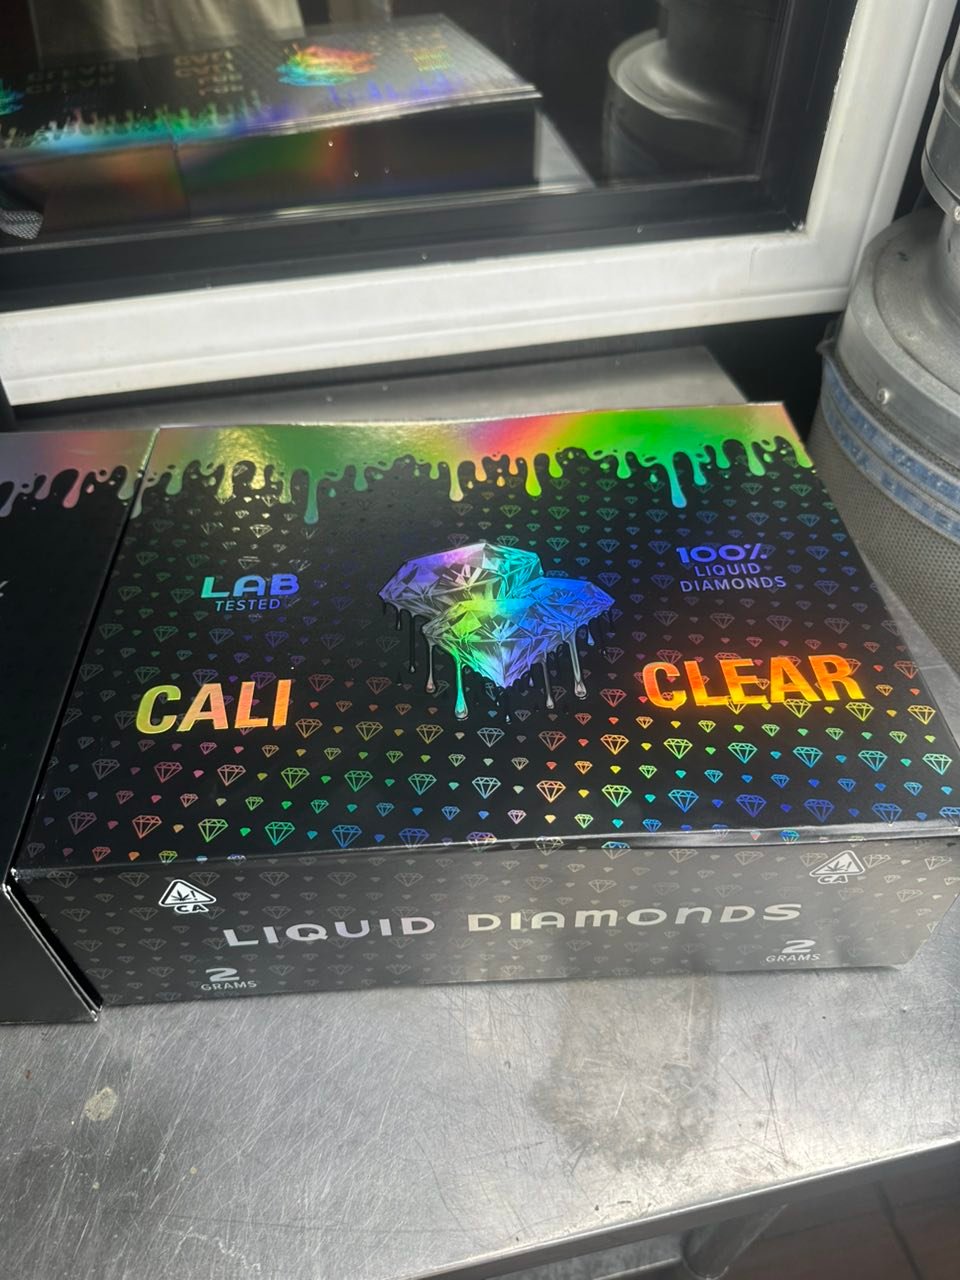 LAB
TESTED
100%
LIQUID
DIAMONDS
CALI
CLEAR
CA
CA
LIQUID DIAMONDS
2
GRAMS
2
GRAMS